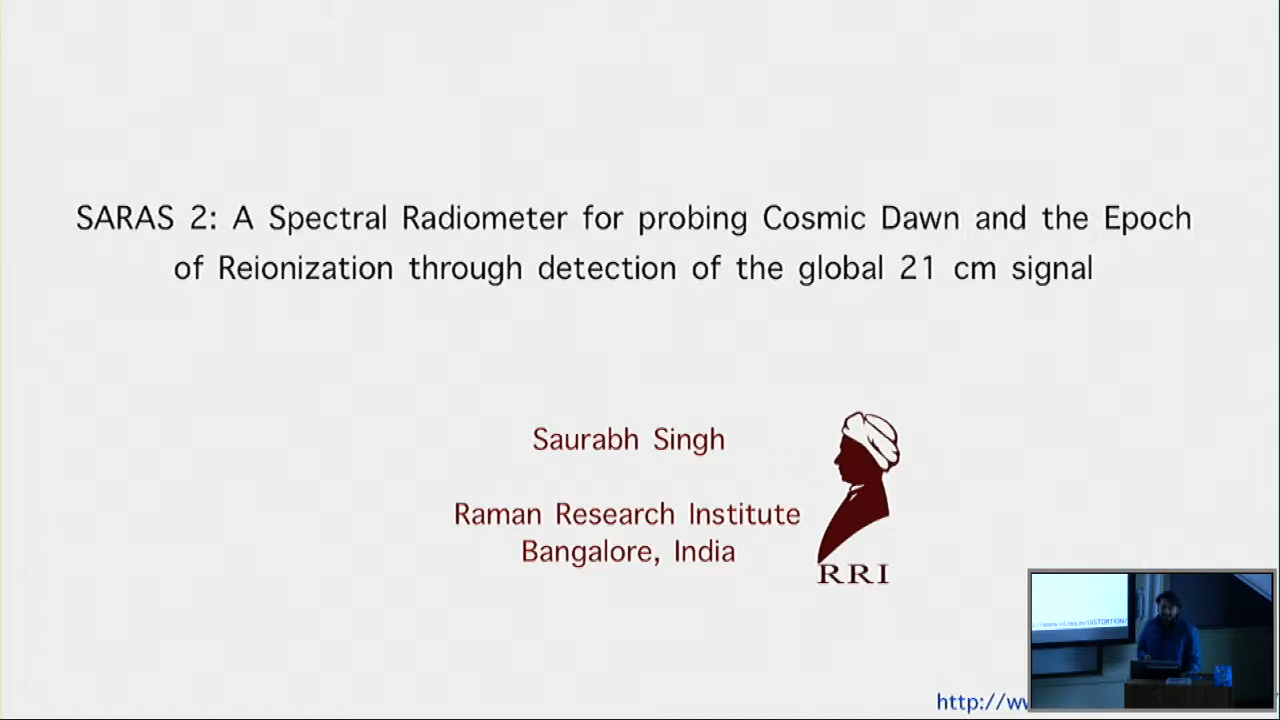 SARAS 2: A Spectral Radiometer for probing Cosmic Dawn and the Epoch
of Reionization through detection of the global 21 cm signal
Saurabh Singh
Raman Research Institute
Bangalore, India
RRI
http://w